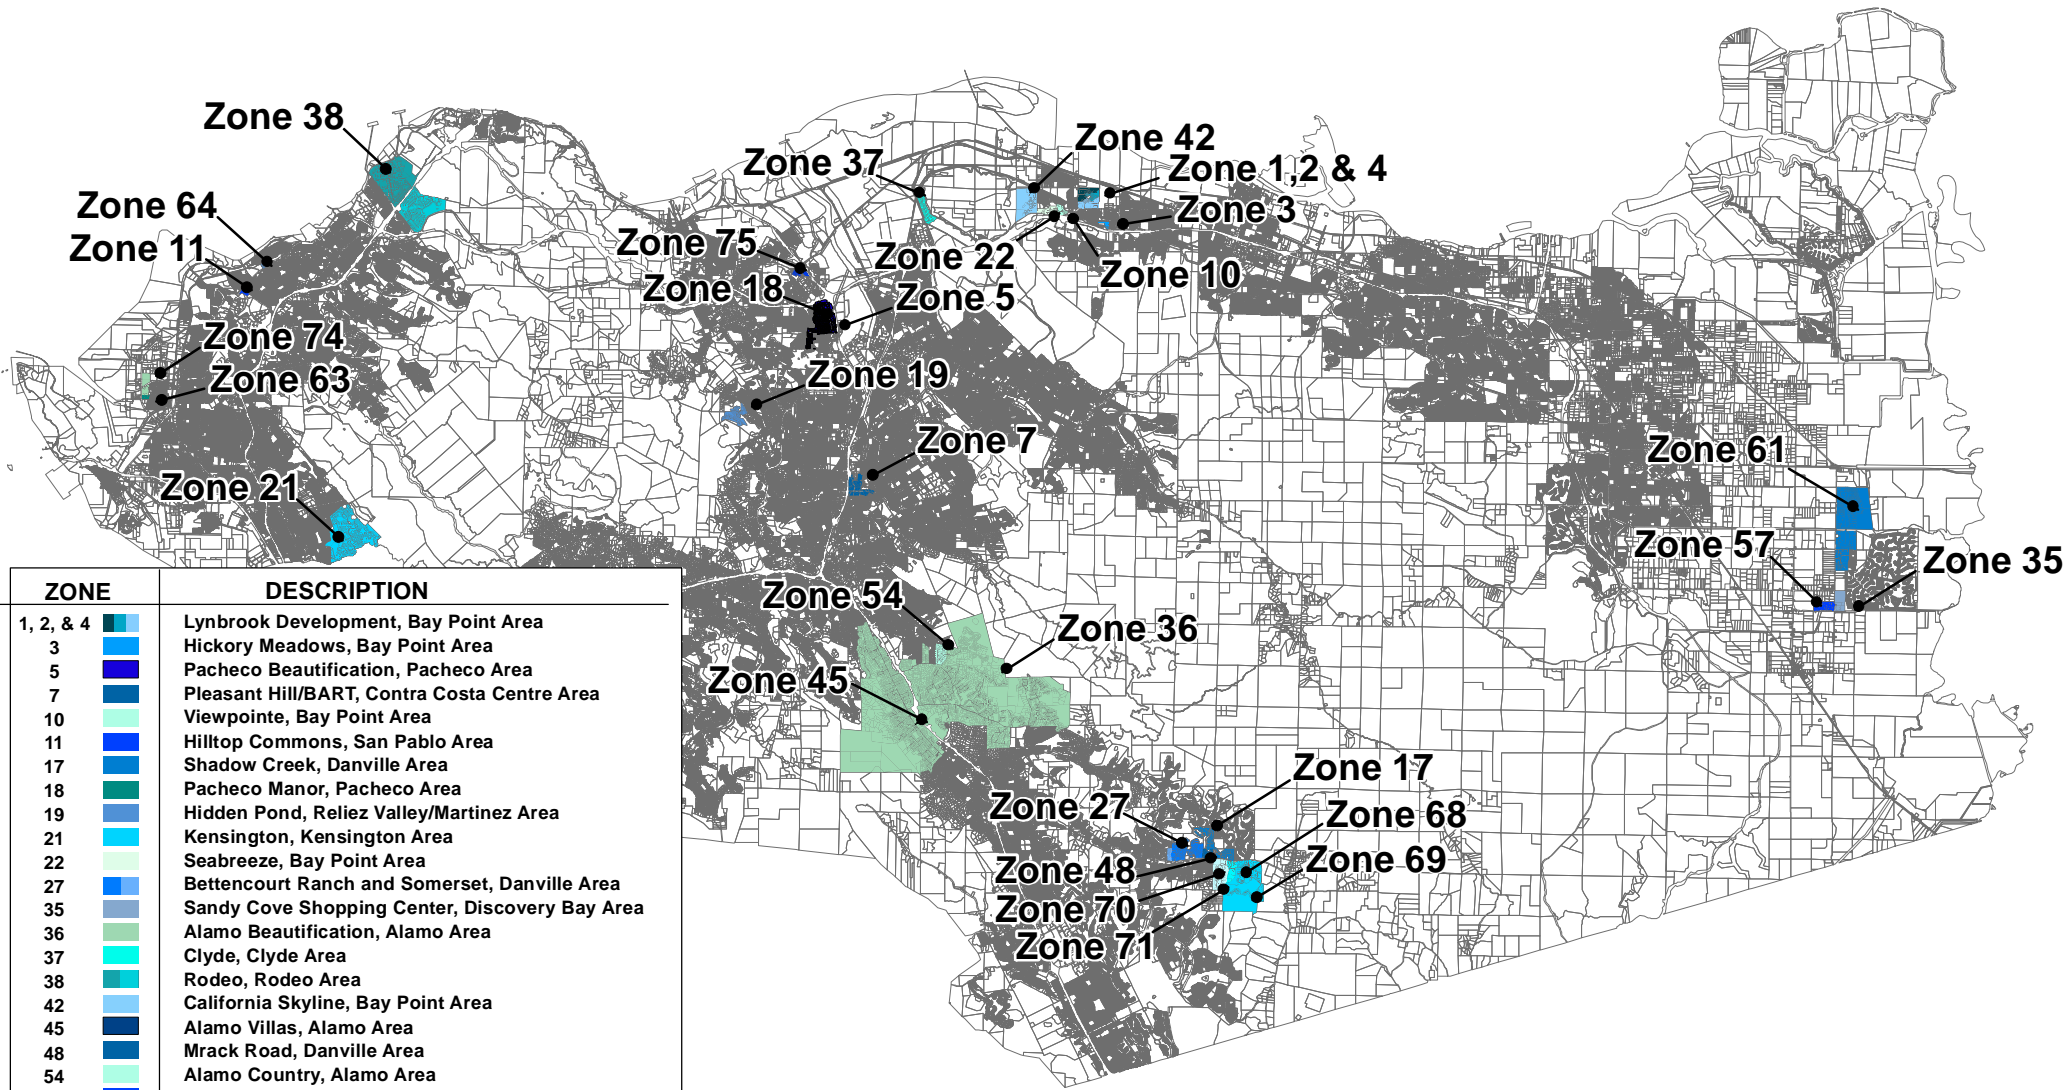 Zone 38
Zone 42
Zone 37
Zone 1,2 & 4
Zone 64
Zone 3
Zone 11
Zone 75
Zone 22
Zone 10
Zone 18
Zone 5
Zone 74
Zone 63
Zone 19
Zone 7
Zone 61
Zone 21
Zone 57
Zone 35
Zone 54
Zone 36
Zone 45
Zone 17
Zone 27
Zone 68
Zone 48
Zone 69
Zone 70
Zone 71
ZONE DESCRIPTION
1, 2, & 4 Lynbrook Development, Bay Point Area
3 Hickory Meadows, Bay Point Area
5 Pacheco Beautification, Pacheco Area
7 Pleasant Hill/BART, Contra Costa Centre Area
10 Viewpointe, Bay Point Area
11 Hilltop Commons, San Pablo Area
17 Shadow Creek, Danville Area
18 Pacheco Manor, Pacheco Area
19 Hidden Pond, Reliez Valley/Martinez Area
21 Kensington, Kensington Area
22 Seabreeze, Bay Point Area
27 Bettencourt Ranch and Somerset, Danville Area
35 Sandy Cove Shopping Center, Discovery Bay Area
36 Alamo Beautification, Alamo Area
37 Clyde, Clyde Area
38 Rodeo, Rodeo Area
42 California Skyline, Bay Point Area
45 Alamo Villas, Alamo Area
48 Mrack Road, Danville Area
54 Alamo Country, Alamo Area